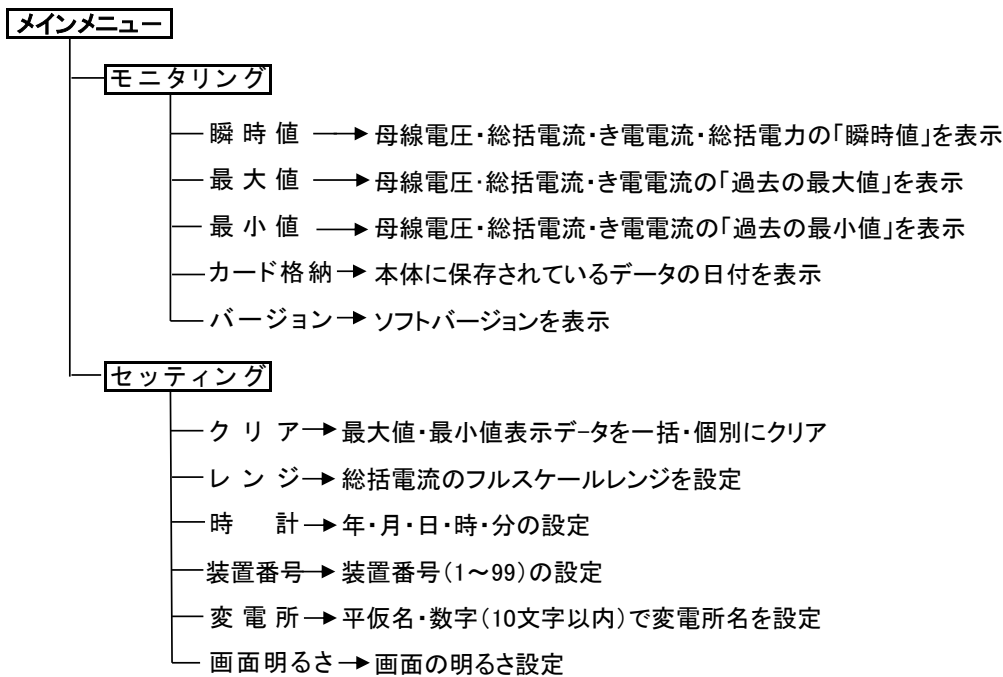 メインメニュー
モニタリング
瞬時値 → 母線電圧・総括電流・き電電流・総括電力の「瞬時値」を表示
最大値 → 母線電圧・総括電流・き電電流の「過去の最大値」を表示
最小値 → 母線電圧・総括電流・き電電流の「過去の最小値」を表示
カード格納 → 本体に保存されているデータの日付を表示
バージョン → ソフトバージョンを表示
セッティング
クリア → 最大値・最小値表示データを一括・個別にクリア
レンジ → 総括電流のフルスケールレンジを設定
時計 → 年・月・日・時・分の設定
装置番号 → 装置番号(1~99)の設定
変電所 → 平仮名・数字(10文字以内)で変電所名を設定
画面明るさ → 画面の明るさ設定